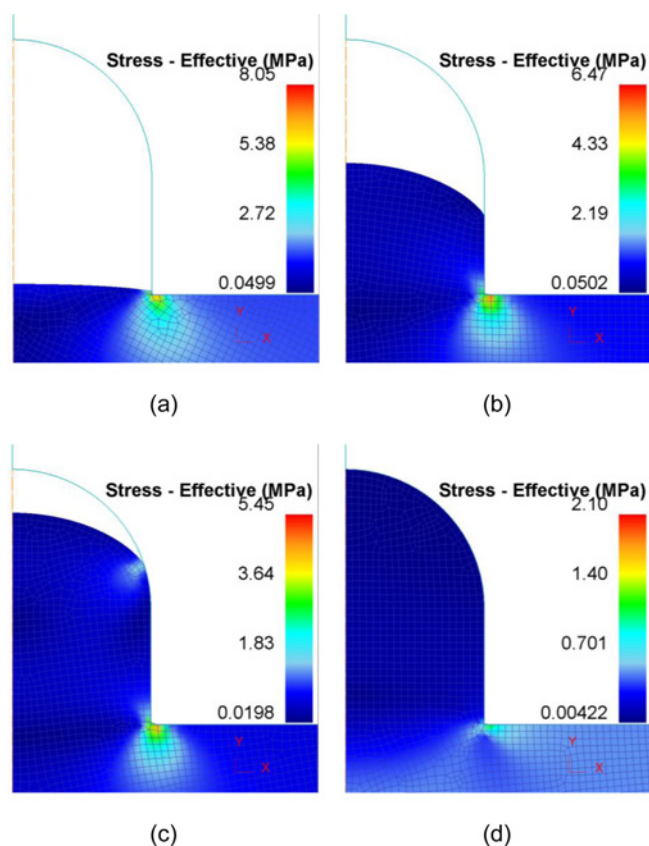 Stress - Effective (MPa)
8.05
5.38
2.72
0.0499
Y
X
(a)
Stress - Effective (MPa)
6.47
4.33
2.19
0.0502
Y
X
(b)
Stress - Effective (MPa)
5.45
3.64
1.83
0.0198
Y
X
(c)
Stress - Effective (MPa)
2.10
1.40
0.701
0.00422
Y
X
(d)